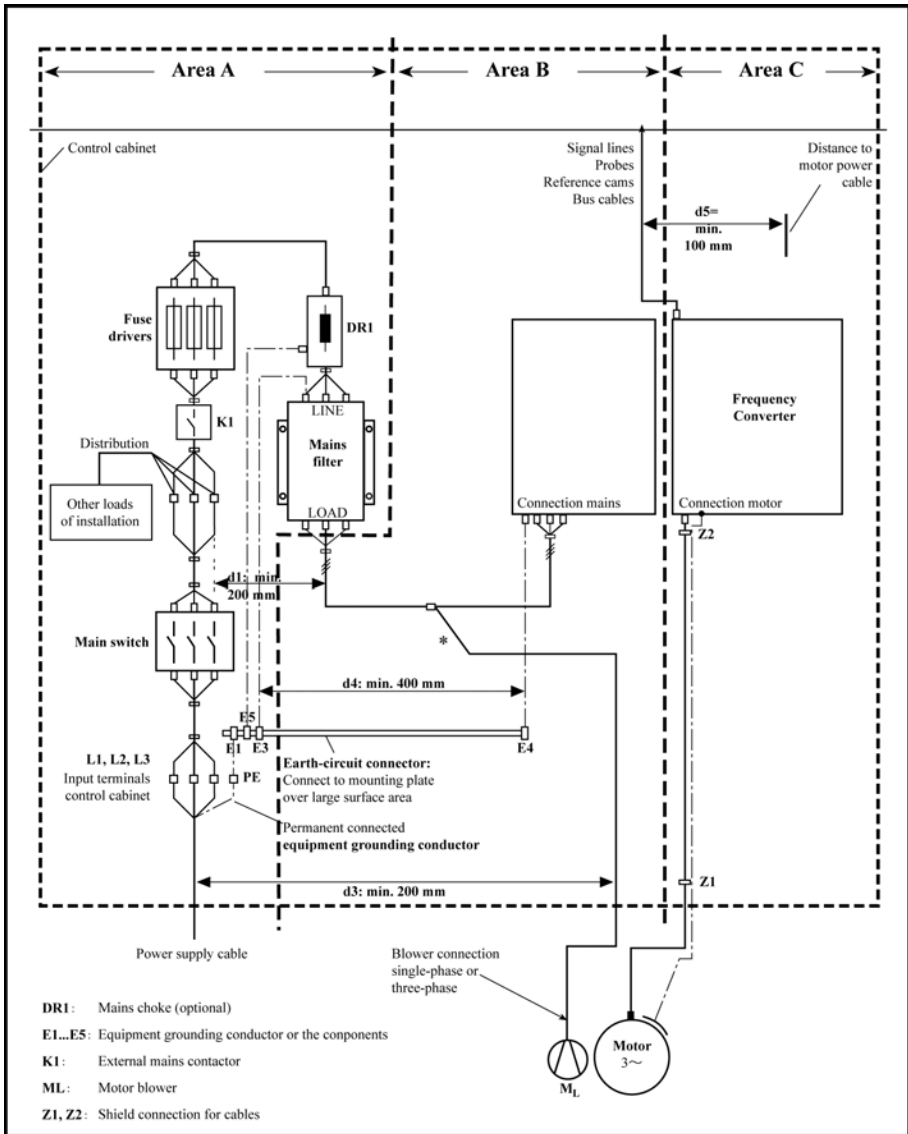 Area A
Area B
Area C
Control cabinet
Signal lines
Probes
Reference cams
Bus cables
Distance to
motor power
cable
d5=
min.
100 mm
Fuse
drivers
DR1
K1
LINE
Mains
filter
LOAD
Distribution
Other loads
of installation
Frequency
Converter
Connection mains
Connection motor
Z2
d1: min.
200 mm
Main switch
*
d4: min. 400 mm
E5
E1
E3
E4
L1, L2, L3
Input terminals
control cabinet
PE
Earth-circuit connector:
Connect to mounting plate
over large surface area
Permanent connected
equipment grounding conductor
d3: min. 200 mm
Z1
Power supply cable
Blower connection
single-phase or
three-phase
Motor
3~
ML
DR1: Mains choke (optional)
E1...E5: Equipment grounding conductor or the conponents
K1: External mains contactor
ML: Motor blower
Z1, Z2: Shield connection for cables